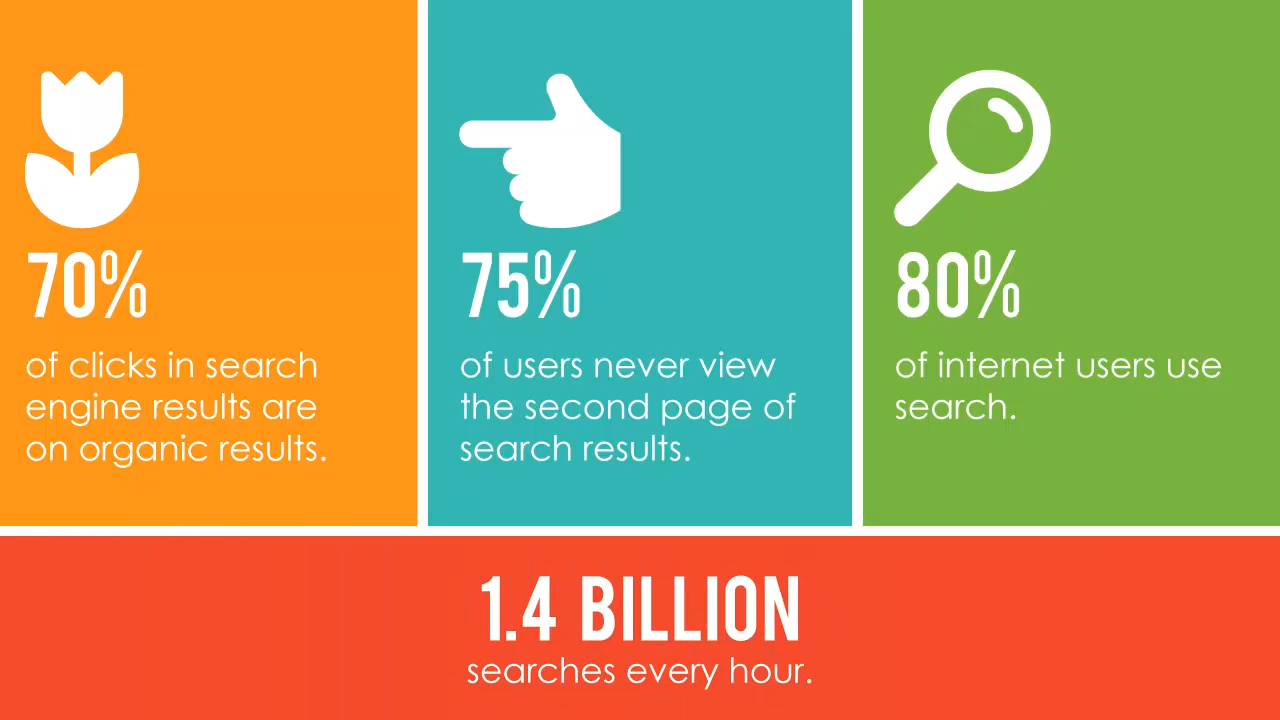 70%
of clicks in search
engine results are
on organic results.
75%
of users never view
the second page of
search results.
80%
of internet users use
search.
1.4 BILLION
searches every hour.